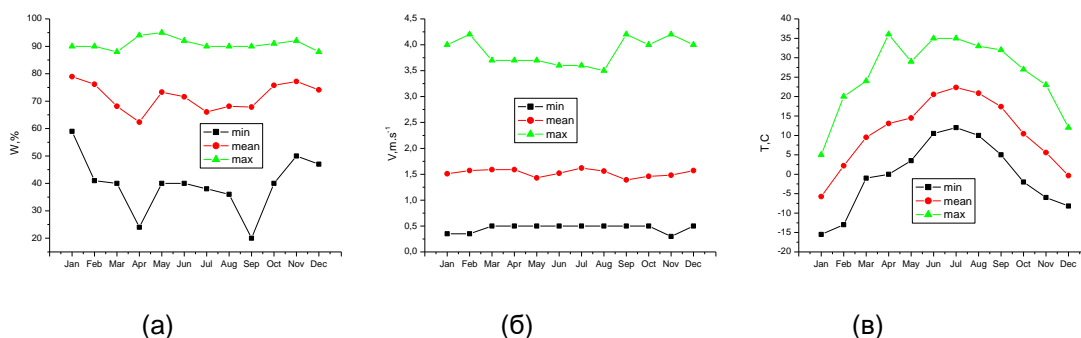 100
90
80
70
60
50
40
30
20
W,%
min
mean
max
Jan Feb Mar Apr May Jun Jul Aug Sep Oct Nov Dec
4,5
4,0
3,5
3,0
2,5
2,0
1,5
1,0
0,5
0,0
V,m.s⁻¹
min
mean
max
Jan Feb Mar Apr May Jun Jul Aug Sep Oct Nov Dec
40
35
30
25
20
15
10
5
0
-5
-10
-15
-20
T,C
min
mean
max
Jan Feb Mar Apr May Jun Jul Aug Sep Oct Nov Dec
(а) (б) (в)